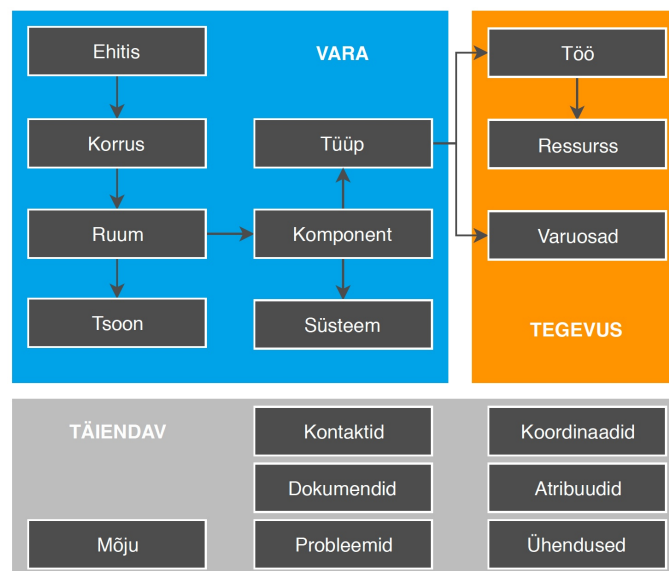 Ehitis
VARA
Töö
Korrus
Tüüp
Ressurss
Ruum
Komponent
Varuosad
Tsoon
Süsteem
TEGEVUS
TÄIENDAV
Kontaktid
Koordinaadid
Dokumendid
Atribuudid
Mõju
Probleemid
Ühendused